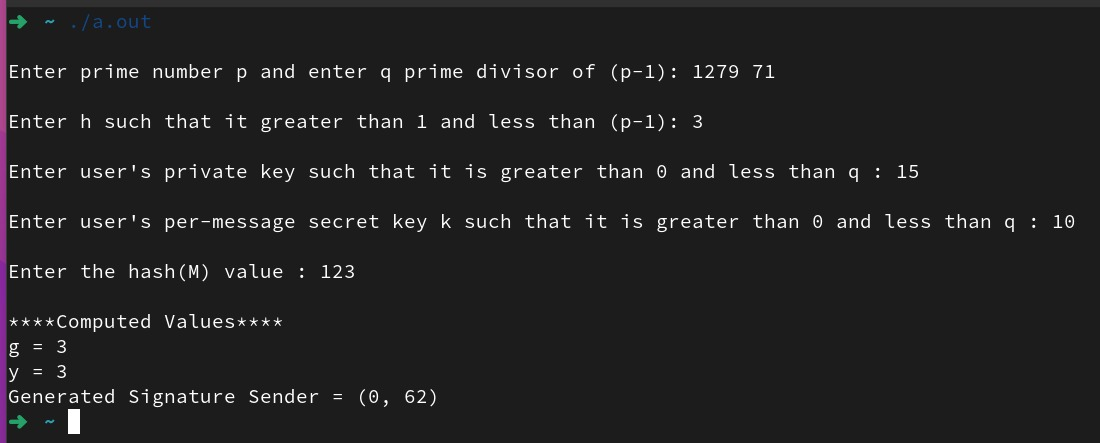 ➜ ~ ./a.out
Enter prime number p and enter q prime divisor of (p-1): 1279 71
Enter h such that it greater than 1 and less than (p-1): 3
Enter user's private key such that it is greater than 0 and less than q : 15
Enter user's per-message secret key k such that it is greater than 0 and less than q : 10
Enter the hash(M) value : 123
****Computed Values****
g = 3
y = 3
Generated Signature Sender = (0, 62)
➜ ~